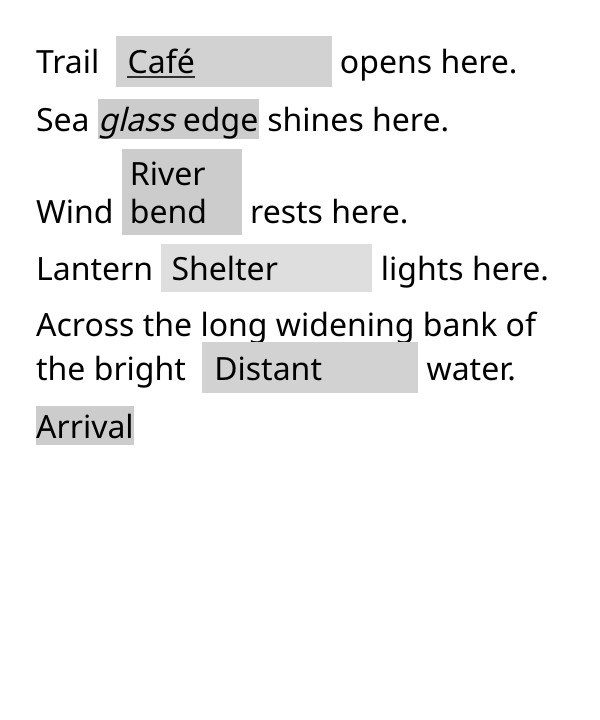 Trail Café opens here.
Sea glass edge shines here.
River
Wind bend rests here.
Lantern Shelter lights here.
Across the long widening bank of
the bright Distant water.
Arrival